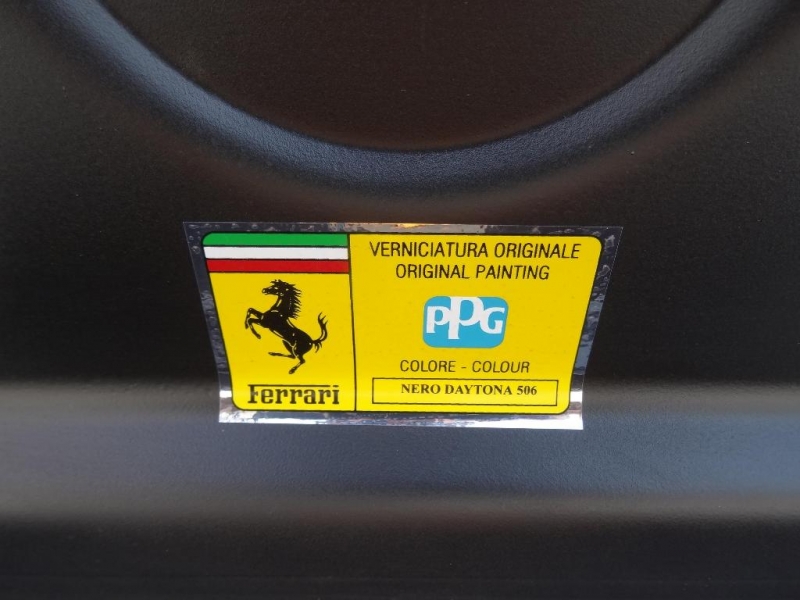 VERNICIATURA ORIGINALE
ORIGINAL PAINTING
PPG
COLORE - COLOUR
NERO DAYTONA 506
Ferrari